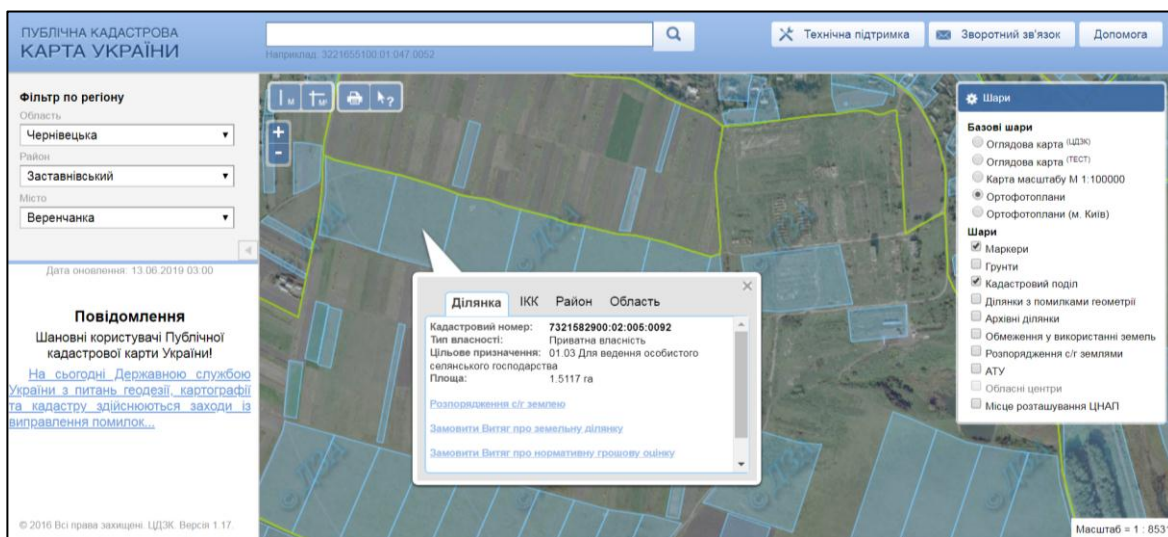 ПУБЛІЧНА КАДАСТРОВА
КАРТА УКРАЇНИ
Наприклад: 3221655100:01:047:0052
Технічна підтримка
Зворотний зв'язок
Допомога
Фільтр по регіону
Область
Чернівецька
Район
Заставнівський
Місто
Веренчанка
Дата оновлення: 13.06.2019 03:00
Повідомлення
Шановні користувачі Публічної
кадастрової карти України!
На сьогодні Державною службою
України з питань геодезії, картографії
та кадастру здійснюються заходи із
виправлення помилок...
© 2016 Всі права захищені. ЦДЗК. Версія 1.17.
М
М²
+
-
?
© ДЗА
Ділянка ІКК Район Область
Кадастровий номер: 7321582900:02:005:0092
Тип власності: Приватна власність
Цільове призначення: 01.03 Для ведення особистого
селянського господарства
Площа: 1.5117 га
Розпорядження с/г землею
Замовити Витяг про земельну ділянку
Замовити Витяг про нормативну грошову оцінку
© ДЗА
© ДЗА
Шари
Базові шари
Оглядова карта (ЦДЗК)
Оглядова карта (ТЕСТ)
Карта масштабу М 1:100000
Ортофотоплани
Ортофотоплани (м. Київ)
Шари
Маркери
Грунти
Кадастровий поділ
Ділянки з помилками геометрії
Архівні ділянки
Обмеження у використанні земель
Розпорядження с/г землями
АТУ
Обласні центри
Місце розташування ЦНАП
Масштаб = 1 : 8531